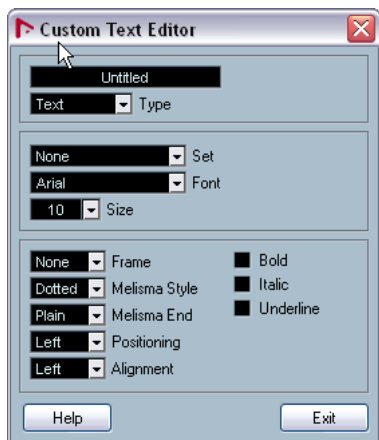 Custom Text Editor
Untitled
Text Type
None Set
Arial Font
10 Size
None Frame
Dotted Melisma Style
Plain Melisma End
Left Positioning
Left Alignment
Bold
Italic
Underline
Help Exit